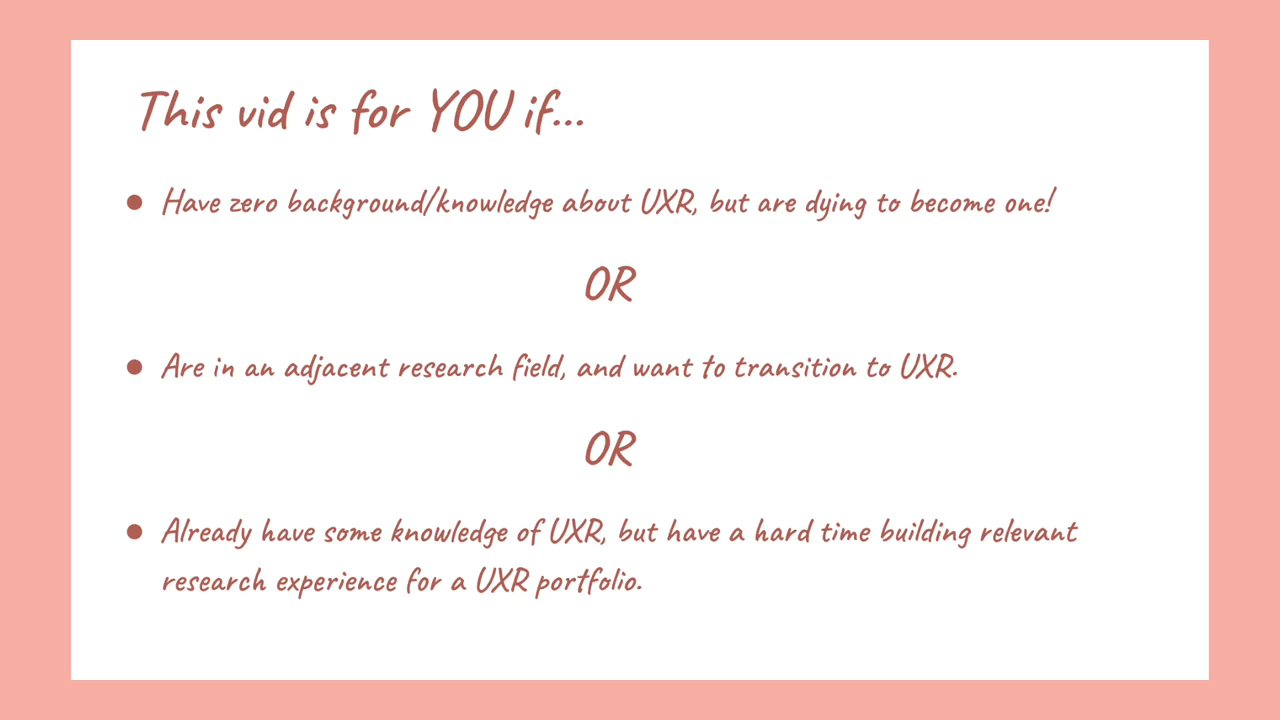 This vid is for YOU if...
● Have zero background/knowledge about UXR, but are dying to become one!
OR
● Are in an adjacent research field, and want to transition to UXR.
OR
● Already have some knowledge of UXR, but have a hard time building relevant
research experience for a UXR portfolio.